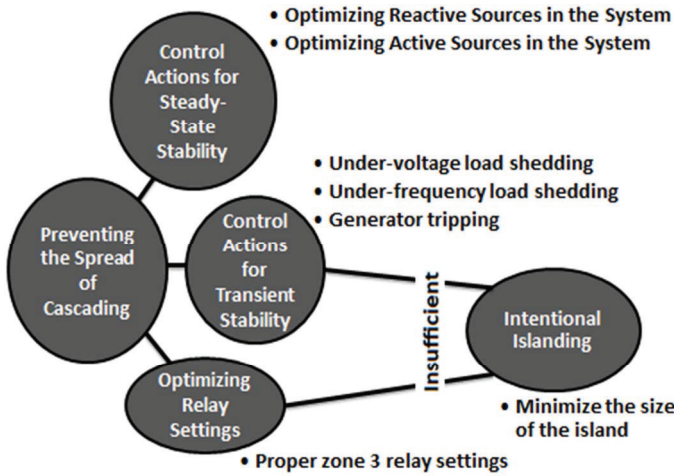 • Optimizing Reactive Sources in the System
• Optimizing Active Sources in the System
Control
Actions for
Steady-
State
Stability
• Under-voltage load shedding
• Under-frequency load shedding
• Generator tripping
Preventing
the Spread
of
Cascading
Control
Actions
for
Transient
Stability
Insufficient
Intentional
Islanding
• Minimize the size
of the island
Optimizing
Relay
Settings
• Proper zone 3 relay settings